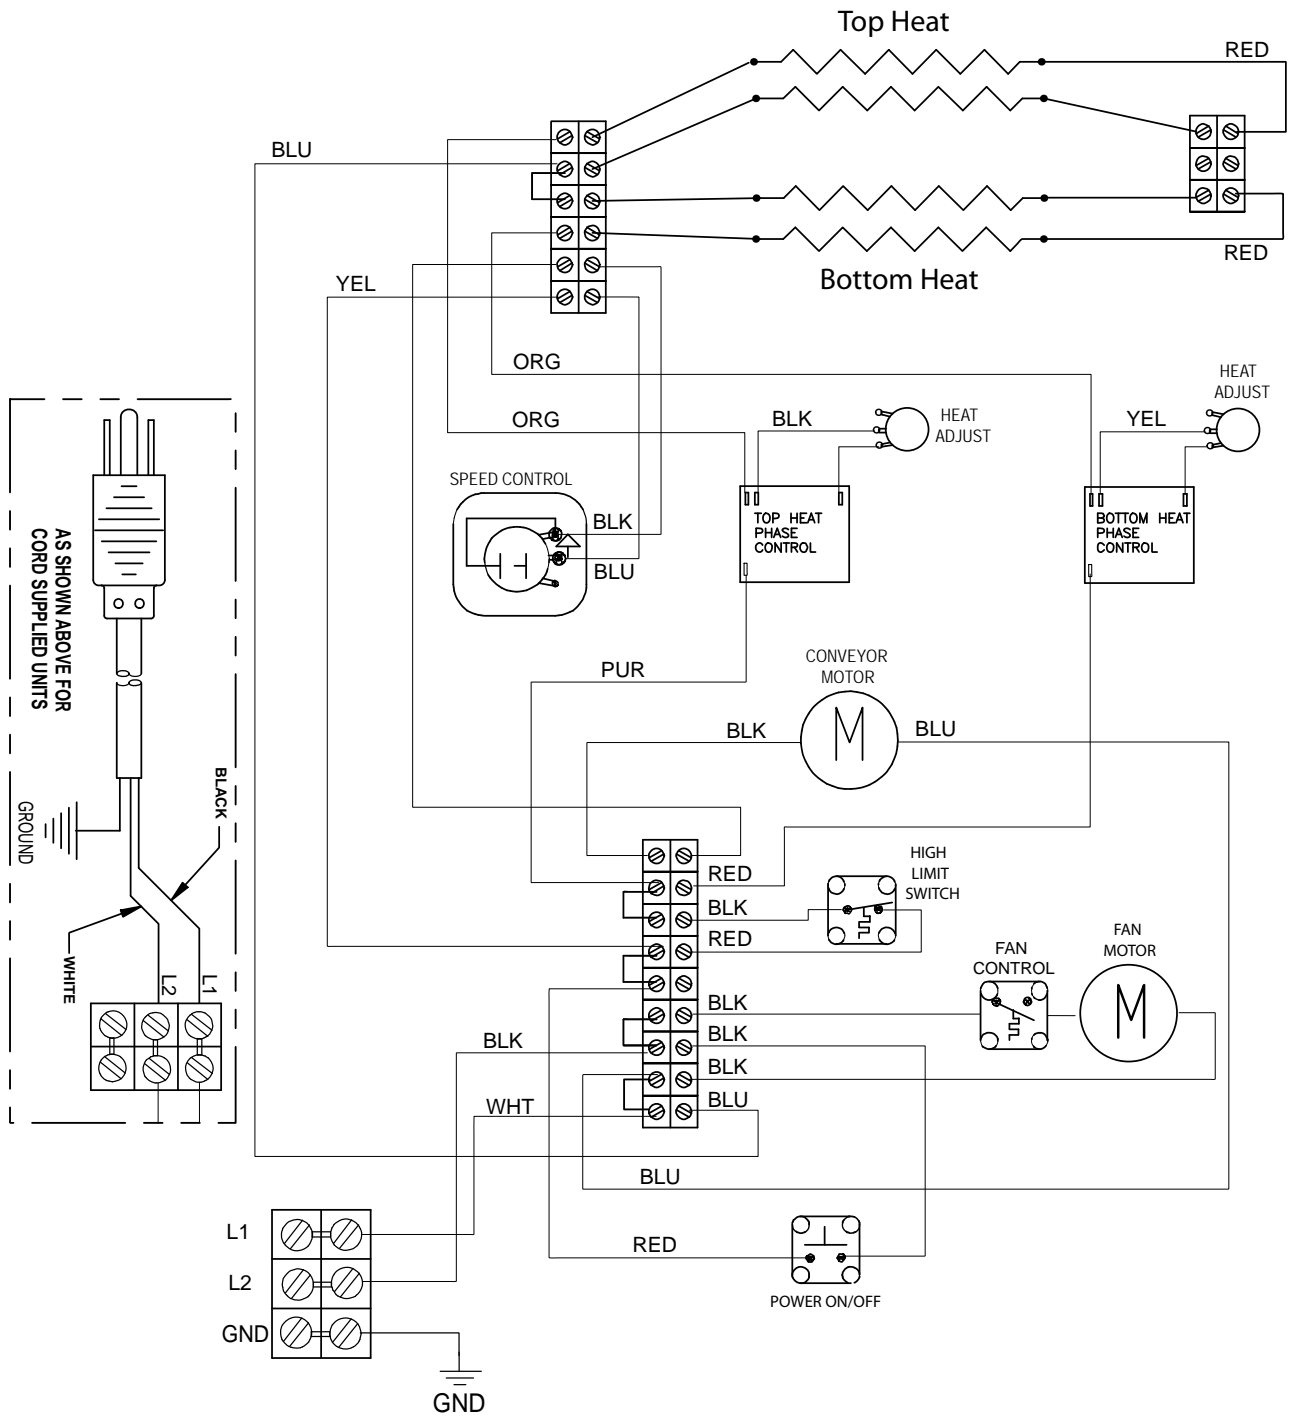 Top Heat
RED
BLU
RED
Bottom Heat
YEL
ORG
HEAT
ADJUST
ORG
BLK
HEAT
ADJUST
YEL
SPEED CONTROL
BLK
BLU
TOP HEAT
PHASE
CONTROL
BOTTOM HEAT
PHASE
CONTROL
AS SHOWN ABOVE FOR
CORD SUPPLIED UNITS
PUR
CONVEYOR
MOTOR
M
BLK
BLU
BLACK
GROUND
WHITE
L2
L1
RED
BLK
RED
HIGH
LIMIT
SWITCH
FAN
CONTROL
FAN
MOTOR
M
BLK
BLK
BLK
BLK
WHT
BLU
BLU
L1
L2
GND
GND
RED
POWER ON/OFF